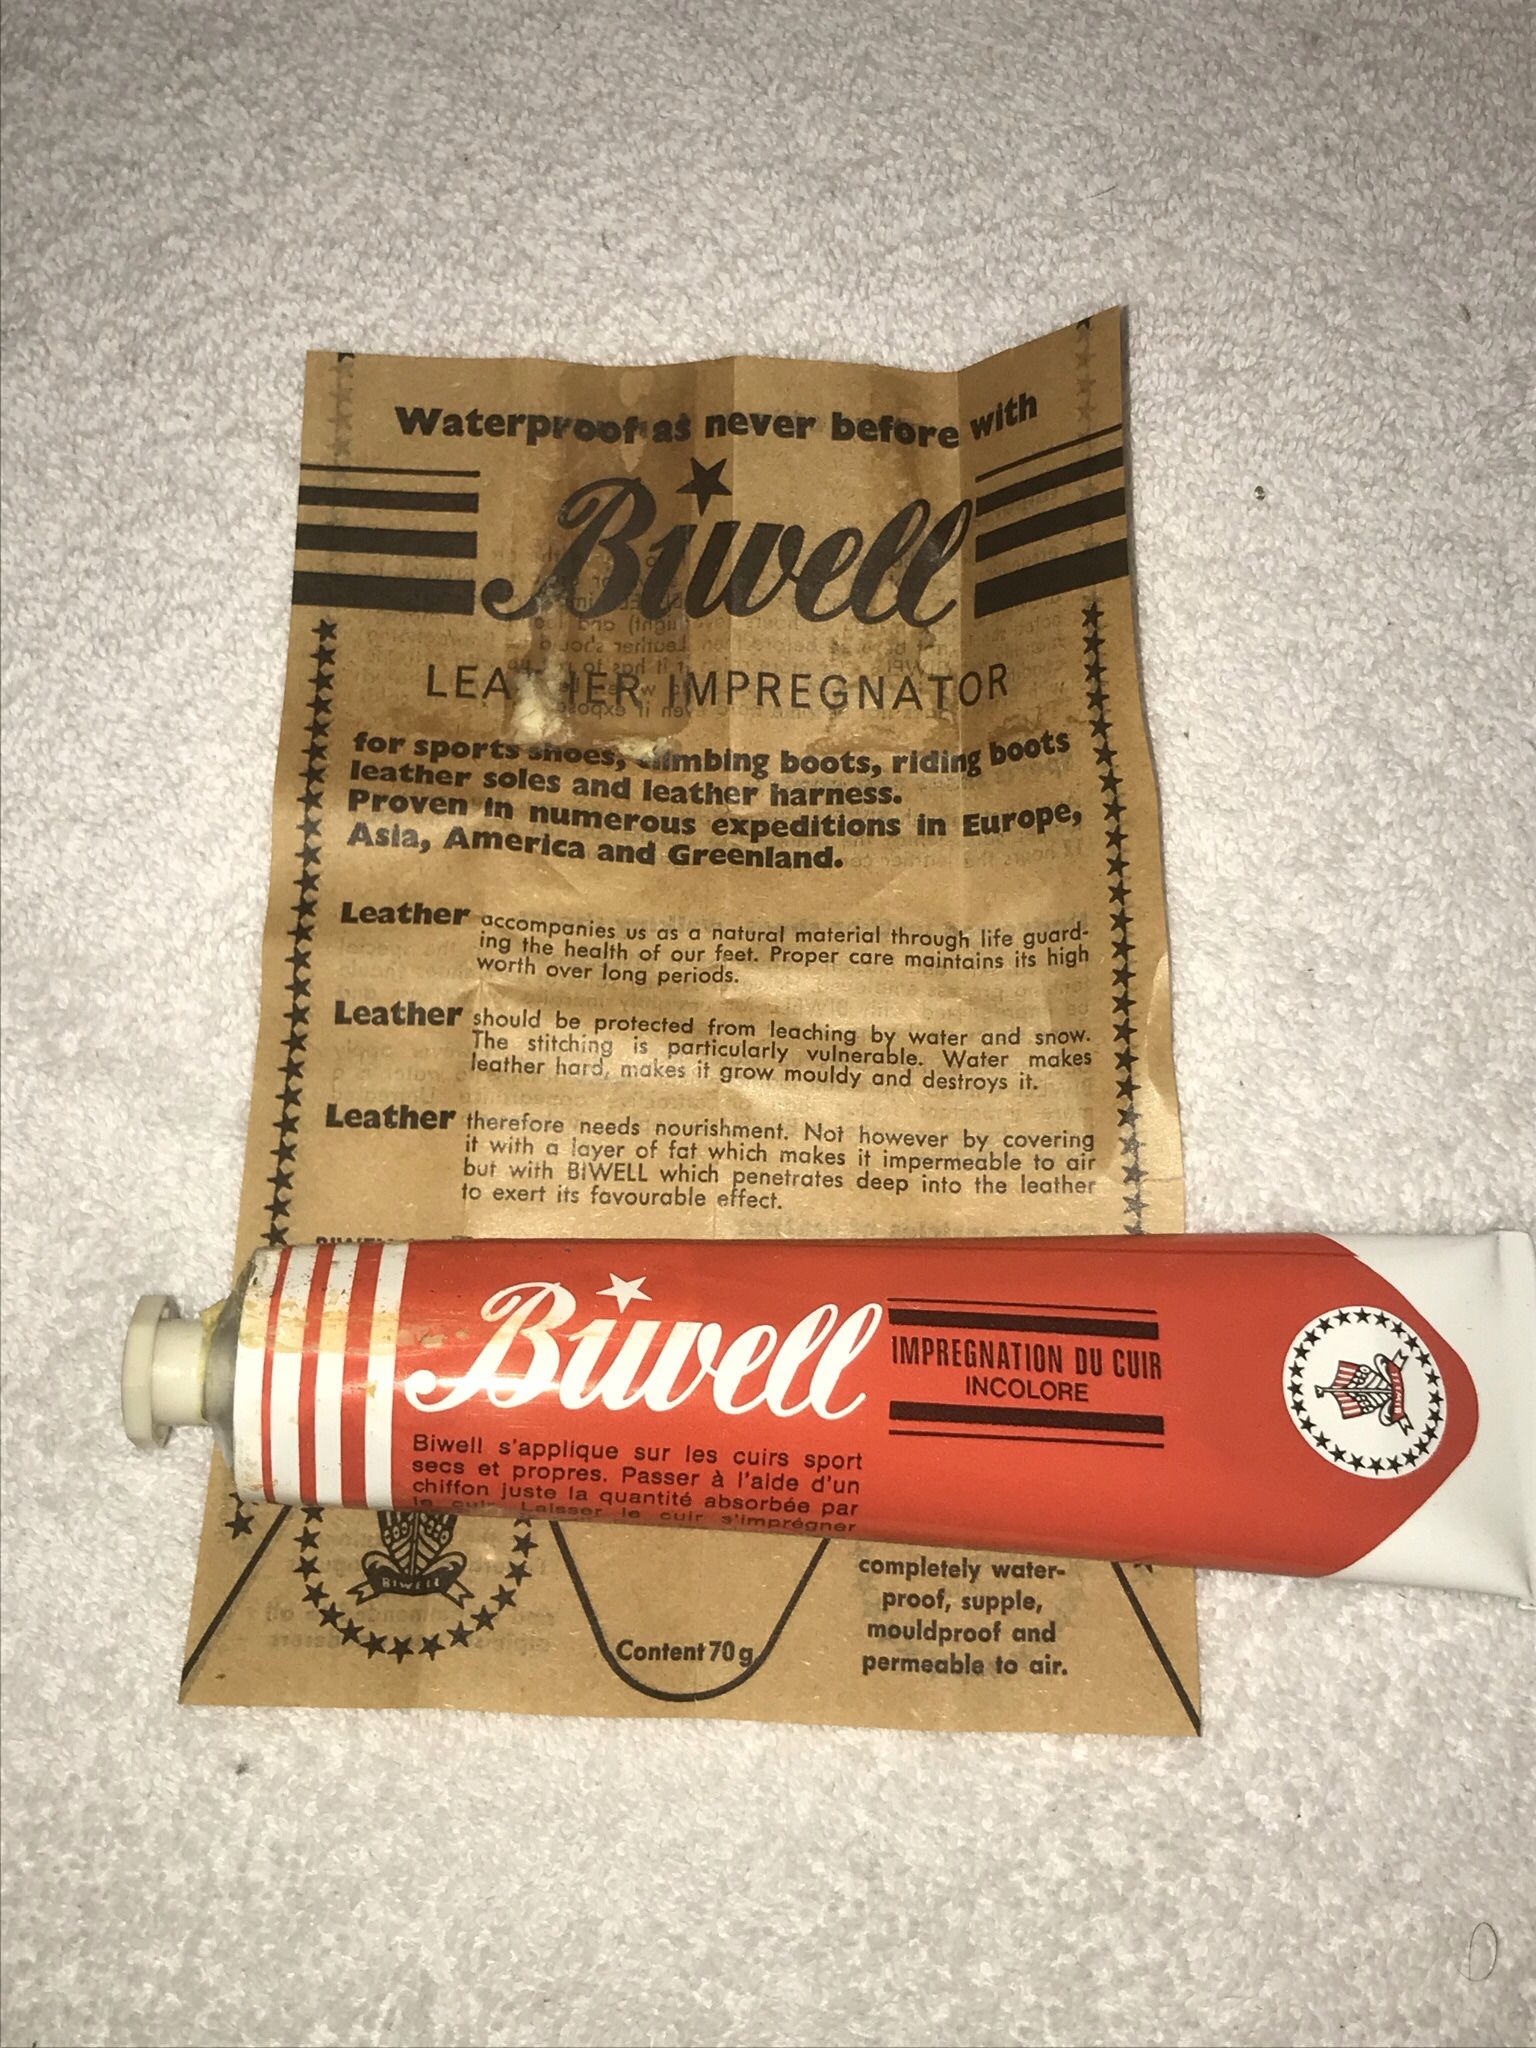 Waterproof as never before with
Biwell
LEATHER IMPREGNATOR
for sports shoes, climbing boots, riding boots
leather soles and leather harness.
Proven in numerous expeditions in Europe,
Asia, America and Greenland.
Leather accompanies us as a natural material through life guard-
ing the health of our feet. Proper care maintains its high
worth over long periods.
Leather should be protected from leaching by water and snow.
The stitching is particularly vulnerable. Water makes
leather hard, makes it grow mouldy and destroys it.
Leather therefore needs nourishment. Not however by covering
it with a layer of fat which makes it impermeable to air
but with BIWELL which penetrates deep into the leather
to exert its favourable effect.
Biwell
IMPREGNATION DU CUIR
INCOLORE
Biwell s'applique sur les cuirs sport
secs et propres. Passer à l'aide d'un
chiffon juste la quantité absorbée par
le cuir. Laisser le cuir s'imprégner
BIWELL
Content 70 g
completely water-
proof, supple,
mouldproof and
permeable to air.